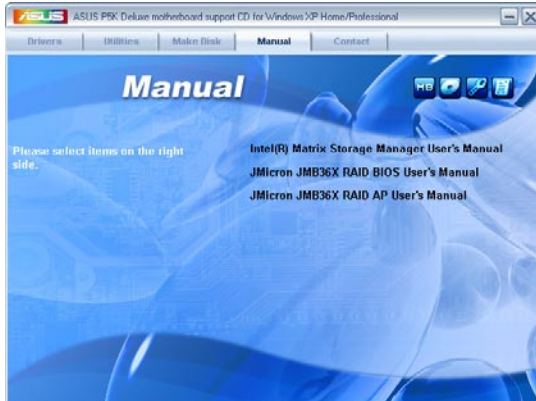 ASUS ASUS P5K Deluxe motherboard support CD for Windows XP Home/Professional
Drivers Utilities Make Disk Manual Contact
Manual
MB
Please select items on the right
side.
Intel(R) Matrix Storage Manager User's Manual
JMicron JMB36X RAID BIOS User's Manual
JMicron JMB36X RAID AP User's Manual